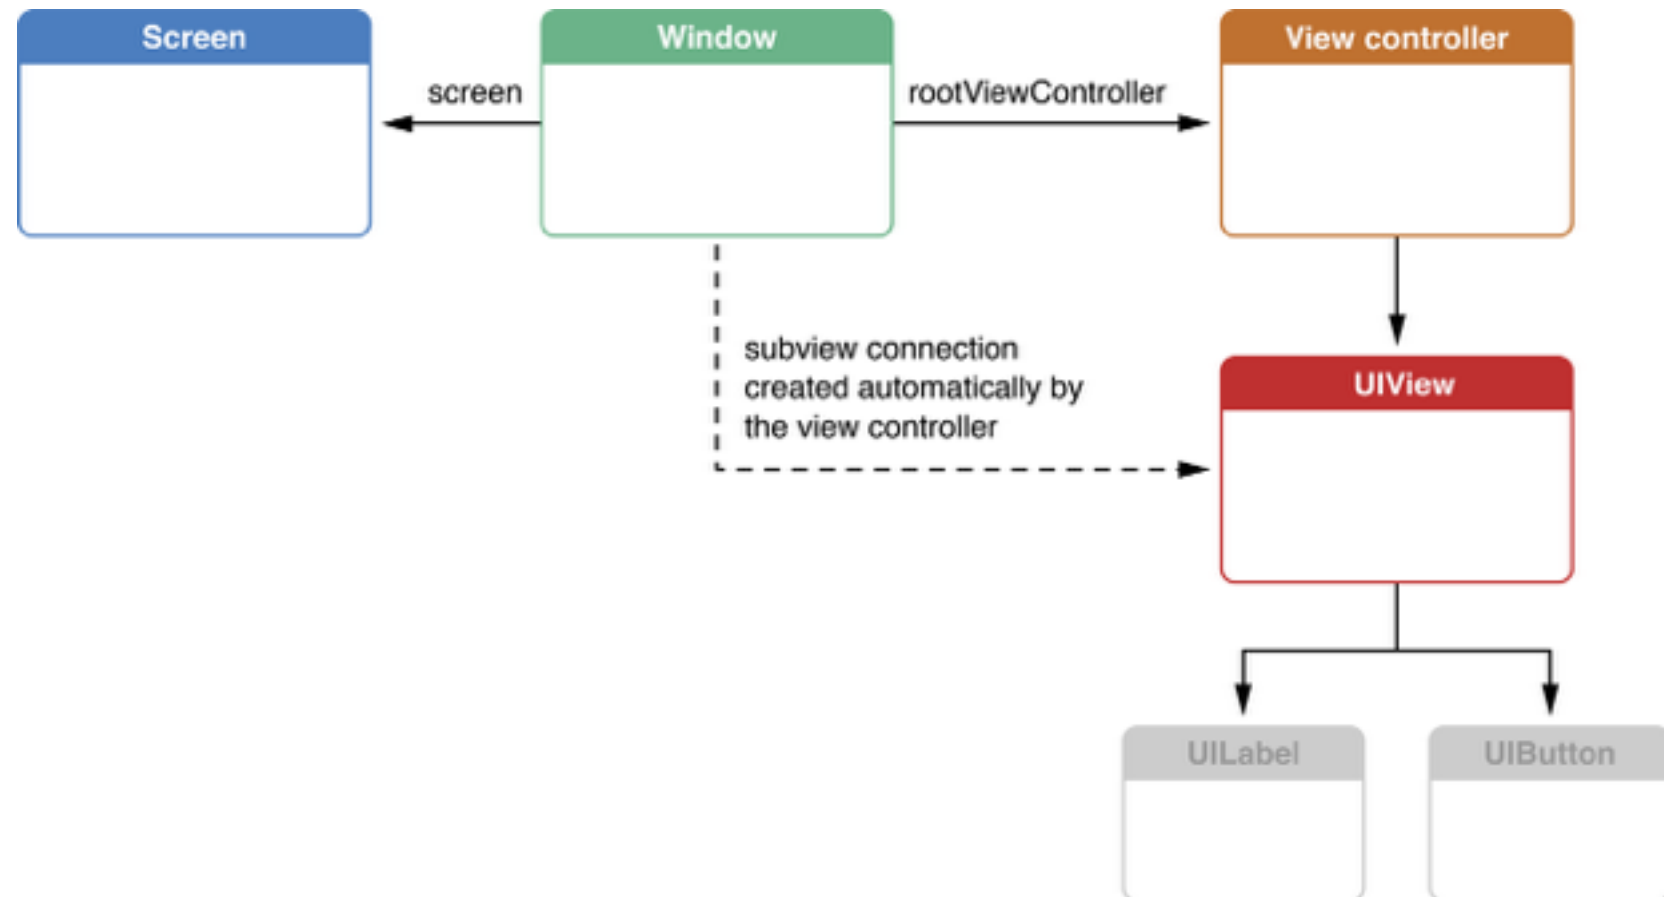 Screen
Window
View controller
screen
rootViewController
subview connection
created automatically by
the view controller
UIView
UILabel
UIButton